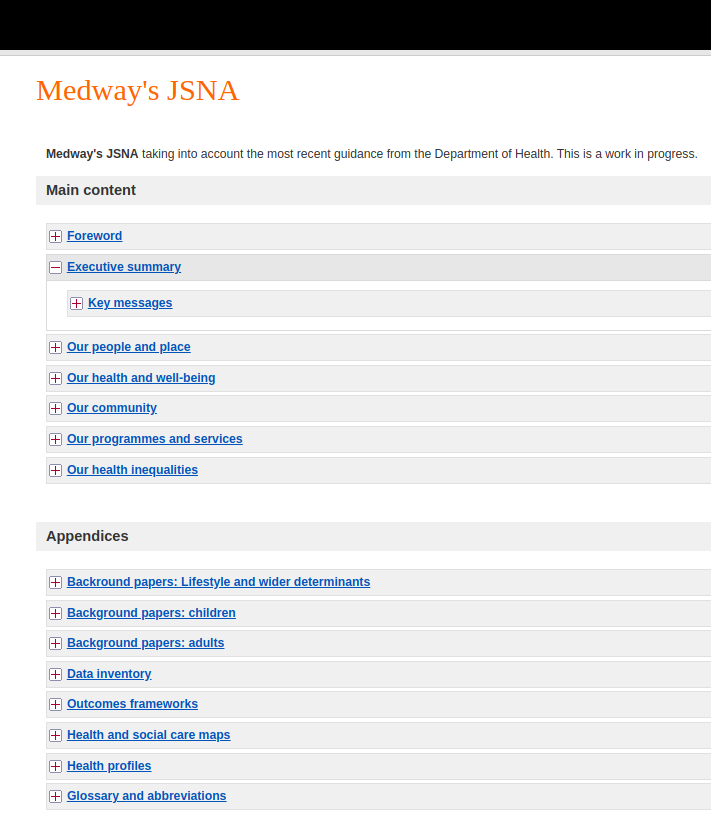 Medway's JSNA
Medway's JSNA taking into account the most recent guidance from the Department of Health. This is a work in progress.
Main content
Foreword
Executive summary
Key messages
Our people and place
Our health and well-being
Our community
Our programmes and services
Our health inequalities
Appendices
Backround papers: Lifestyle and wider determinants
Background papers: children
Background papers: adults
Data inventory
Outcomes frameworks
Health and social care maps
Health profiles
Glossary and abbreviations